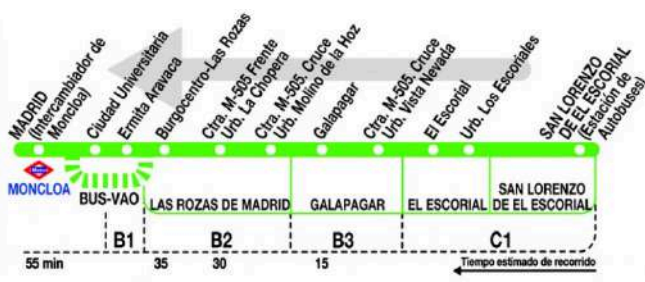 MADRID
(Intercambiador de
Moncloa)
Ciudad Universitaria
Ermita Aravaca
Burgocentro-Las Rozas
Ctra. M-505 Frente
Urb. La Chopera
Ctra. M-505. Cruce
Urb. Molino de la Hoz
Galapagar
Ctra. M-505. Cruce
Urb. Vista Nevada
El Escorial
Urb. Los Escoriales
SAN LORENZO
DE EL ESCORIAL
(Estación de
Autobuses)
MONCLOA
BUS-VAO
LAS ROZAS DE MADRID
GALAPAGAR
EL ESCORIAL
SAN LORENZO
DE EL ESCORIAL
B1
B2
B3
C1
55 min
35
30
15
Tiempo estimado de recorrido